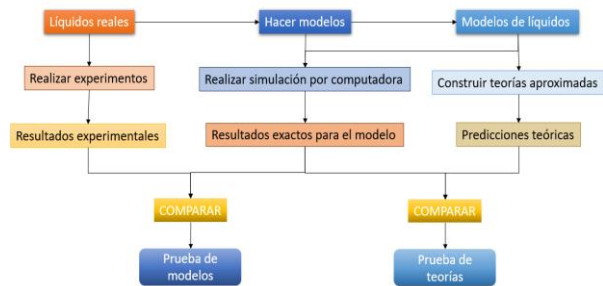 Líquidos reales
Hacer modelos
Modelos de líquidos
Realizar experimentos
Realizar simulación por computadora
Construir teorías aproximadas
Resultados experimentales
Resultados exactos para el modelo
Predicciones teóricas
COMPARAR
COMPARAR
Prueba de
modelos
Prueba de
teorías